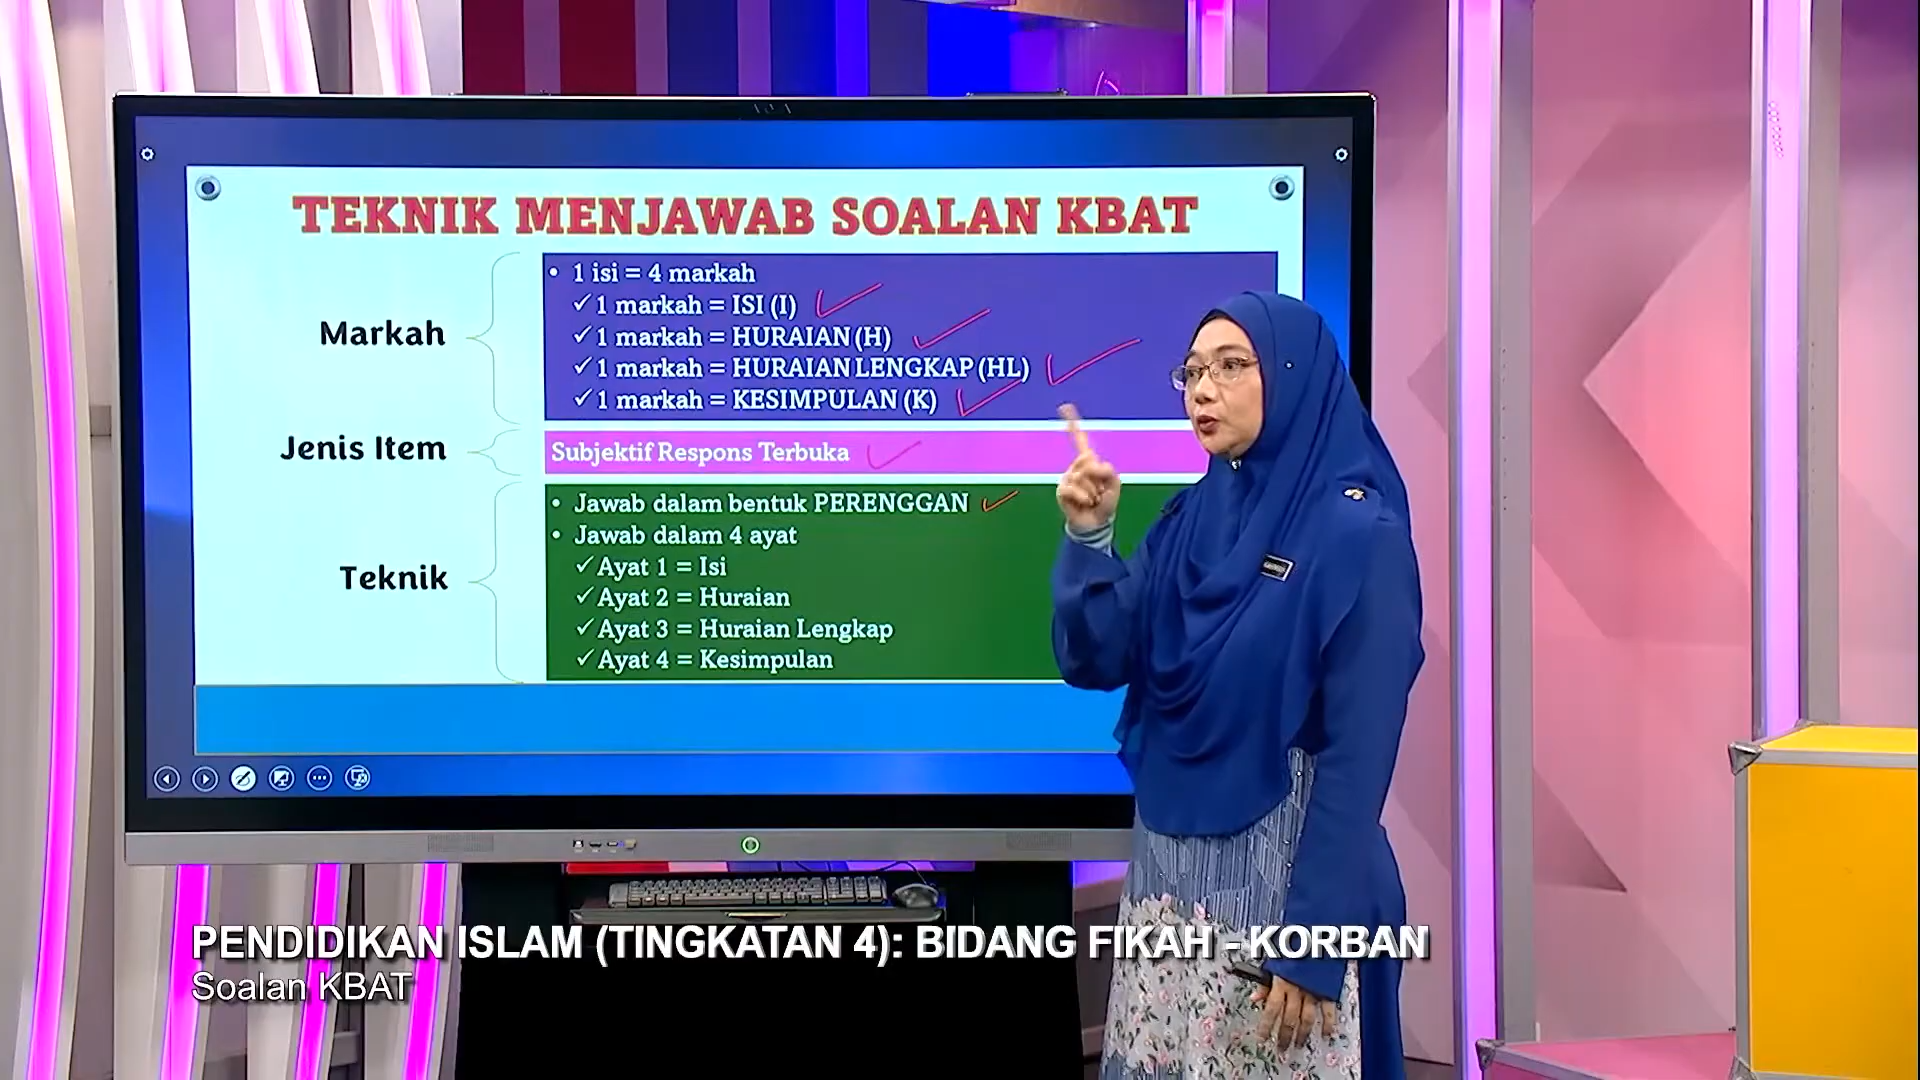 TEKNIK MENJAWAB SOALAN KBAT
Markah
• 1 isi = 4 markah
✓ 1 markah = ISI (I)
✓ 1 markah = HURAIAN (H)
✓ 1 markah = HURAIAN LENGKAP (HL)
✓ 1 markah = KESIMPULAN (K)
Jenis Item
Subjektif Respons Terbuka
Teknik
• Jawab dalam bentuk PERENGGAN
• Jawab dalam 4 ayat
✓ Ayat 1 = Isi
✓ Ayat 2 = Huraian
✓ Ayat 3 = Huraian Lengkap
✓ Ayat 4 = Kesimpulan
PENDIDIKAN ISLAM (TINGKATAN 4): BIDANG FIKAH - KORBAN
Soalan KBAT